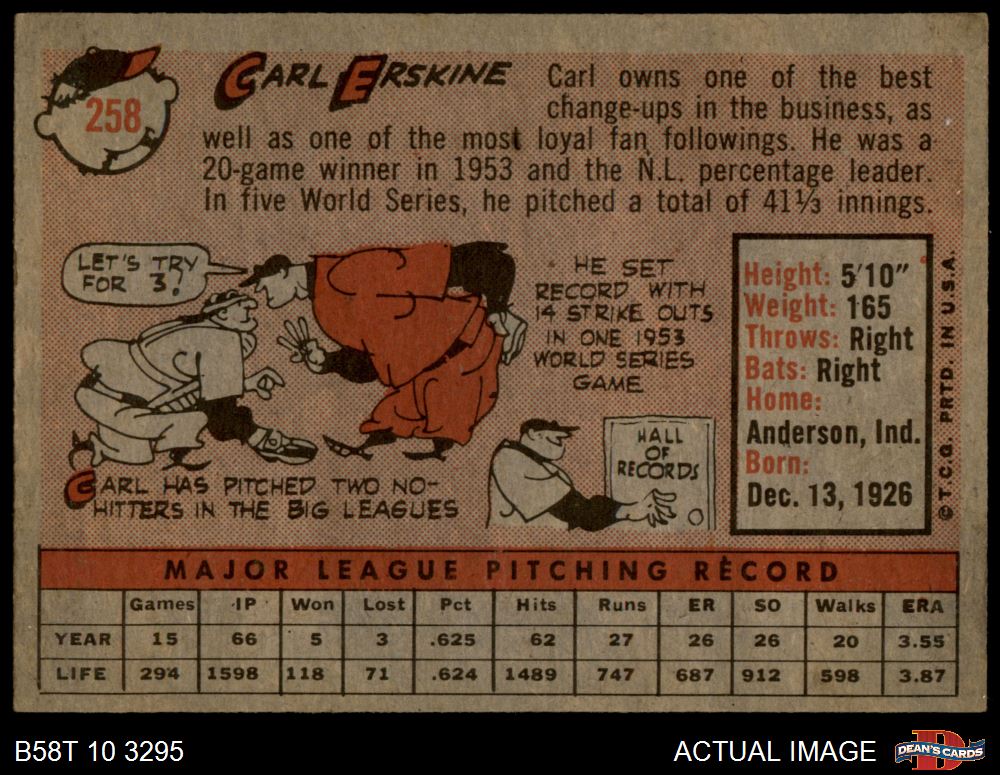 258
CARL ERSKINE
Carl owns one of the best
change-ups in the business, as
well as one of the most loyal fan followings. He was a
20-game winner in 1953 and the N.L. percentage leader.
In five World Series, he pitched a total of 41⅓ innings.
LET'S TRY
FOR 3!
CARL HAS PITCHED TWO NO-
HITTERS IN THE BIG LEAGUES
HE SET
RECORD WITH
14 STRIKE OUTS
IN ONE 1953
WORLD SERIES
GAME
HALL
OF
RECORDS
Height: 5'10"
Weight: 165
Throws: Right
Bats: Right
Home:
Anderson, Ind.
Born:
Dec. 13, 1926
© T.C.G. PRTD. IN U.S.A.
MAJOR LEAGUE PITCHING RECORD
Games IP Won Lost Pct Hits Runs ER SO Walks ERA
YEAR 15 66 5 3 .625 62 27 26 26 20 3.55
LIFE 294 1598 118 71 .624 1489 747 687 912 598 3.87
B58T 10 3295
ACTUAL IMAGE
DEAN'S CARDS